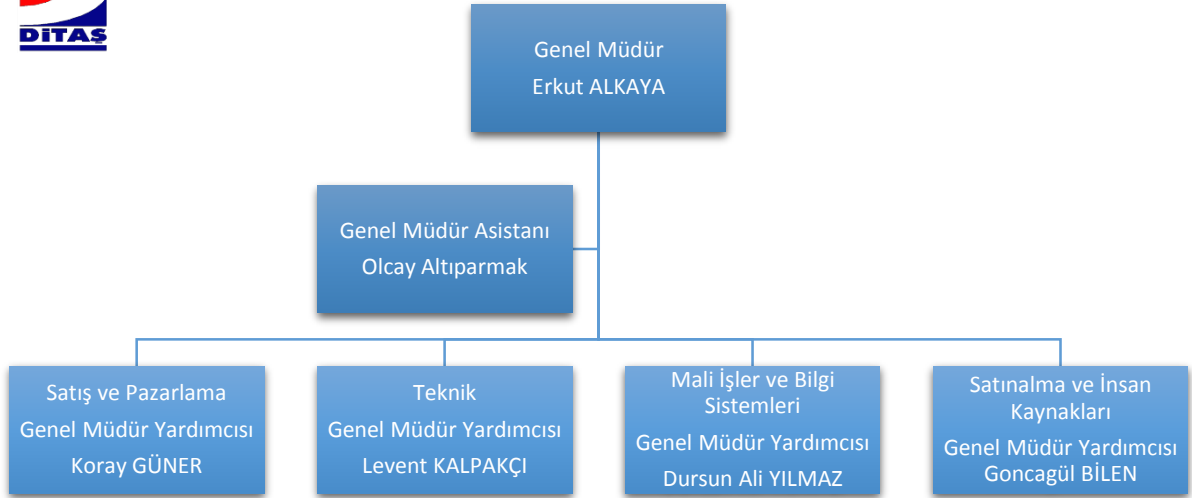 DİTAŞ
Genel Müdür
Erkut ALKAYA
Genel Müdür Asistanı
Olcay Altıparmak
Satış ve Pazarlama
Genel Müdür Yardımcısı
Koray GÜNER
Teknik
Genel Müdür Yardımcısı
Levent KALPAKÇI
Mali İşler ve Bilgi
Sistemleri
Genel Müdür Yardımcısı
Dursun Ali YILMAZ
Satınalma ve İnsan
Kaynakları
Genel Müdür Yardımcısı
Goncagül BİLEN